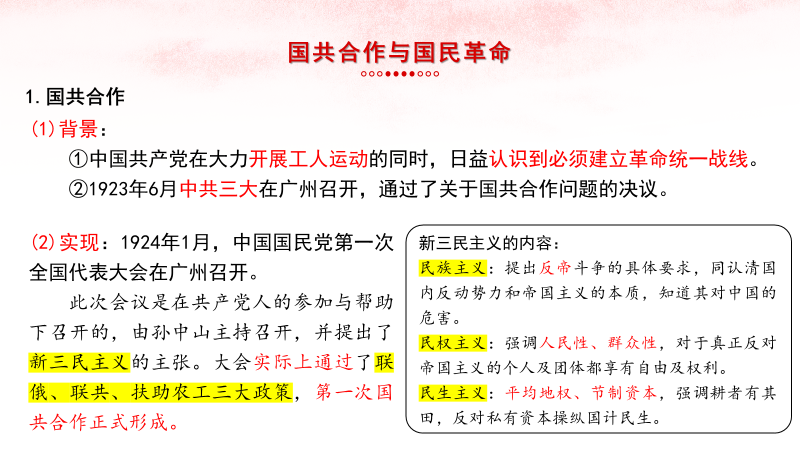 国共合作与国民革命
1.国共合作
(1)背景：
①中国共产党在大力开展工人运动的同时，日益认识到必须建立革命统一战线。
②1923年6月中共三大在广州召开，通过了关于国共合作问题的决议。
(2)实现：1924年1月，中国国民党第一次
全国代表大会在广州召开。
此次会议是在共产党人的参加与帮助
下召开的，由孙中山主持召开，并提出了
新三民主义的主张。大会实际上通过了联
俄、联共、扶助农工三大政策，第一次国
共合作正式形成。
新三民主义的内容：
民族主义：提出反帝斗争的具体要求，同认清国
内反动势力和帝国主义的本质，知道其对中国的
危害。
民权主义：强调人民性、群众性，对于真正反对
帝国主义的个人及团体都享有自由及权利。
民生主义：平均地权、节制资本，强调耕者有其
田，反对私有资本操纵国计民生。